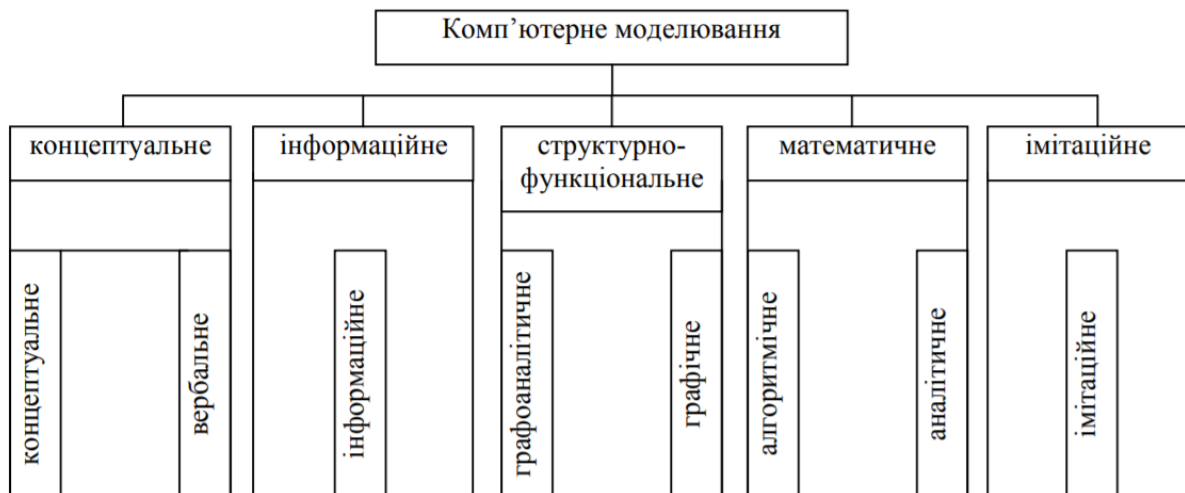 Комп’ютерне моделювання
концептуальне
інформаційне
структурно-
функціональне
математичне
імітаційне
концептуальне
вербальне
інформаційне
графоаналітичне
графічне
алгоритмічне
аналітичне
імітаційне